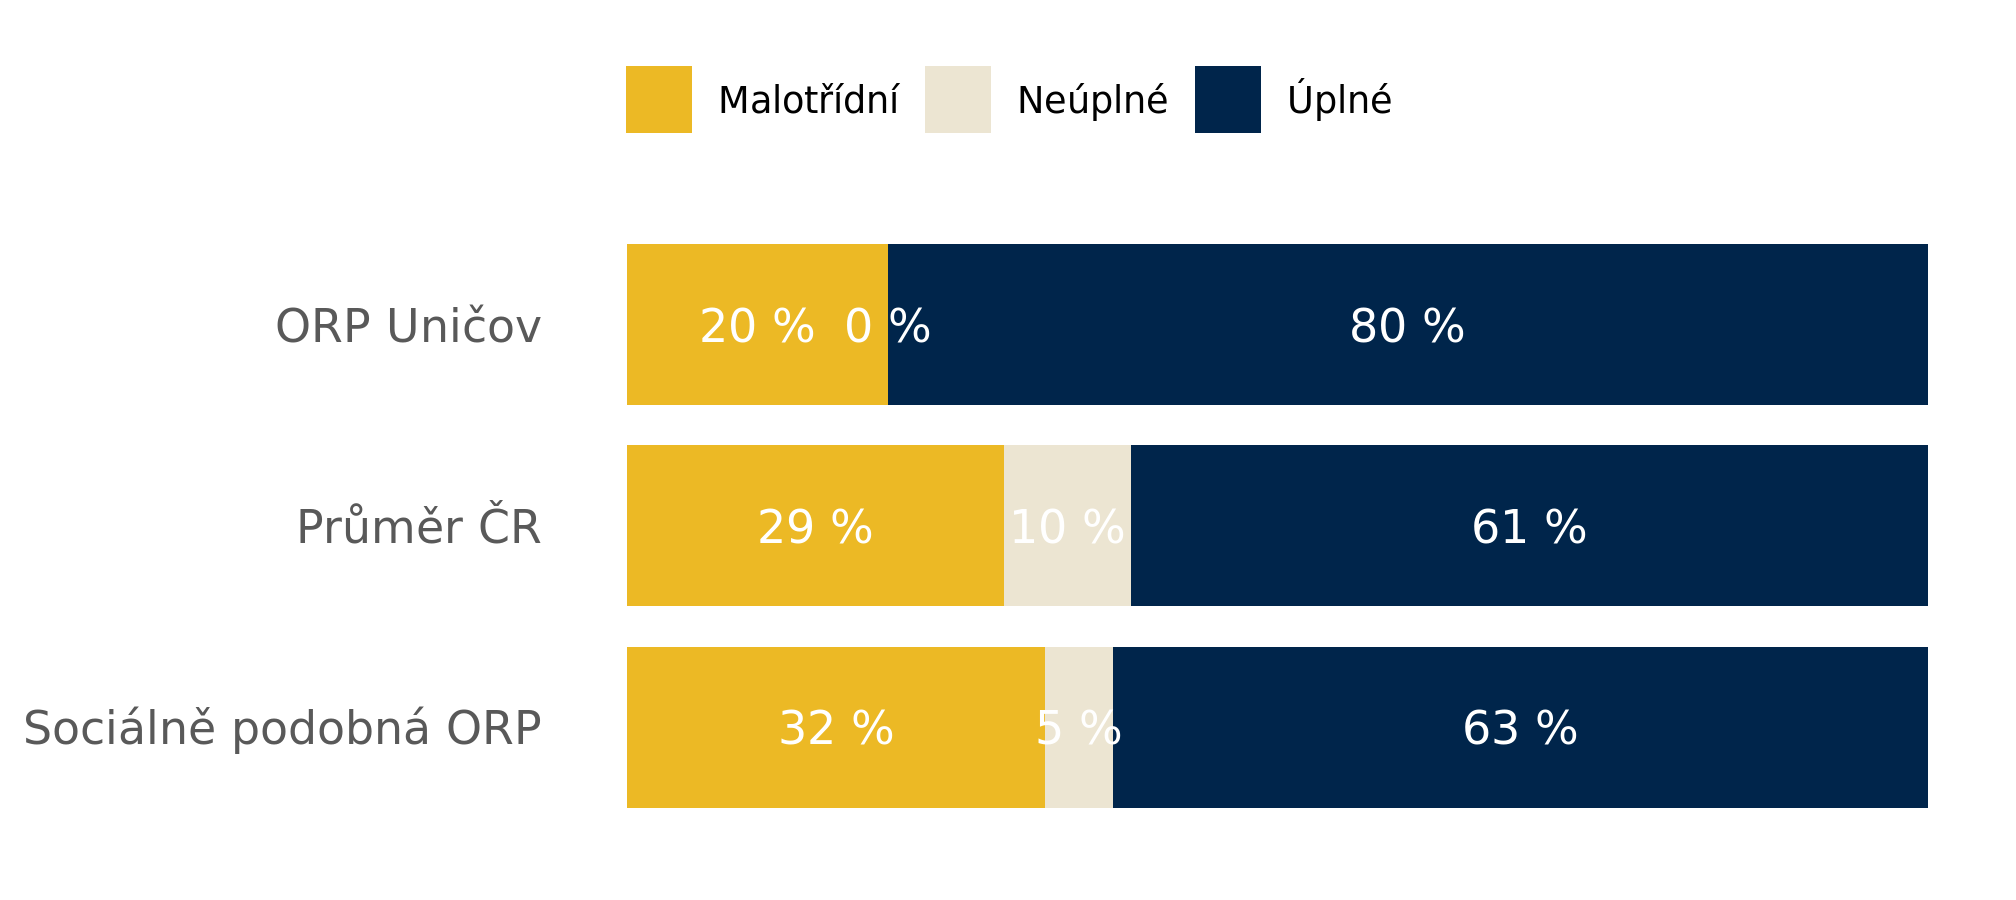 Malotřídní Neúplné Úplné
ORP Uničov 20 % 0 % 80 %
Průměr ČR 29 % 10 % 61 %
Sociálně podobná ORP 32 % 5 % 63 %